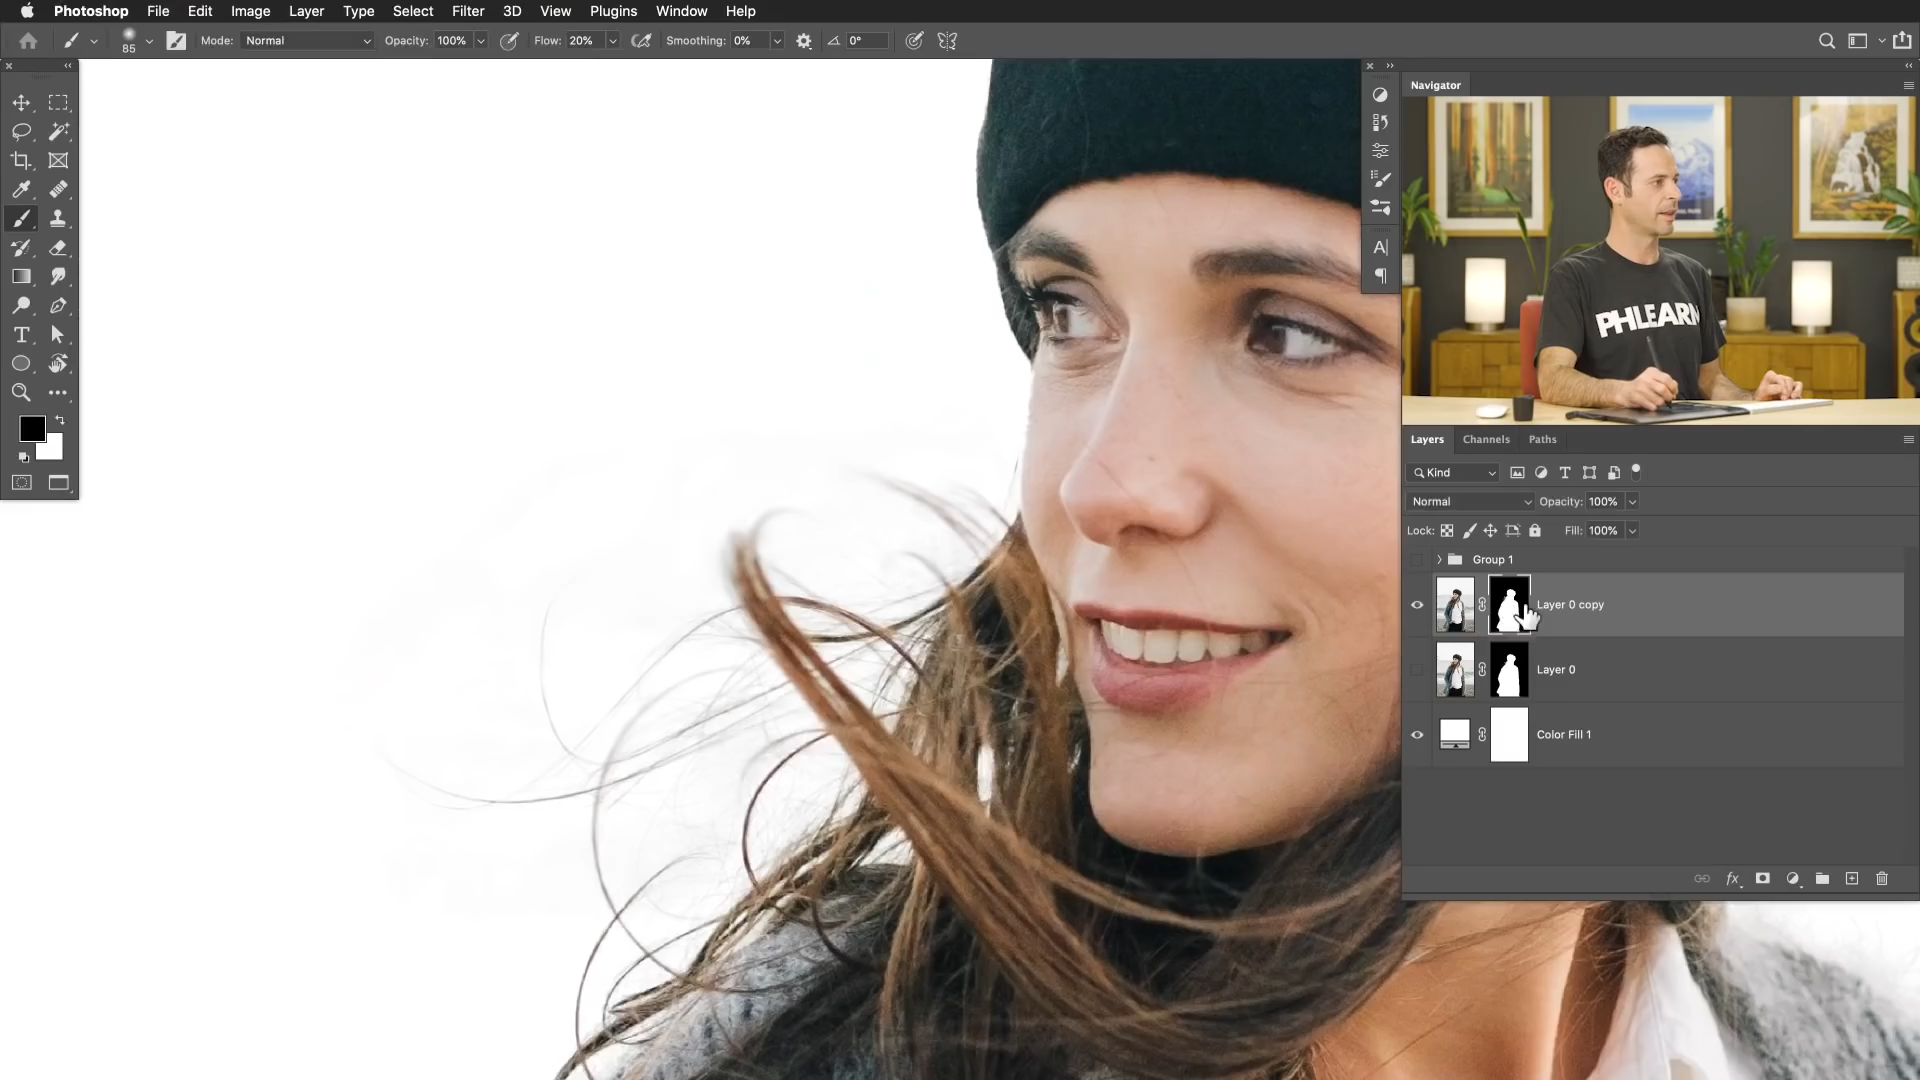 Photoshop File Edit Image Layer Type Select Filter 3D View Plugins Window Help
85 Mode: Normal Opacity: 100% Flow: 20% Smoothing: 0% 0°
Navigator
PHLEARN
Layers Channels Paths
Kind
Normal Opacity: 100%
Lock: Fill: 100%
Group 1
Layer 0 copy
Layer 0
Color Fill 1